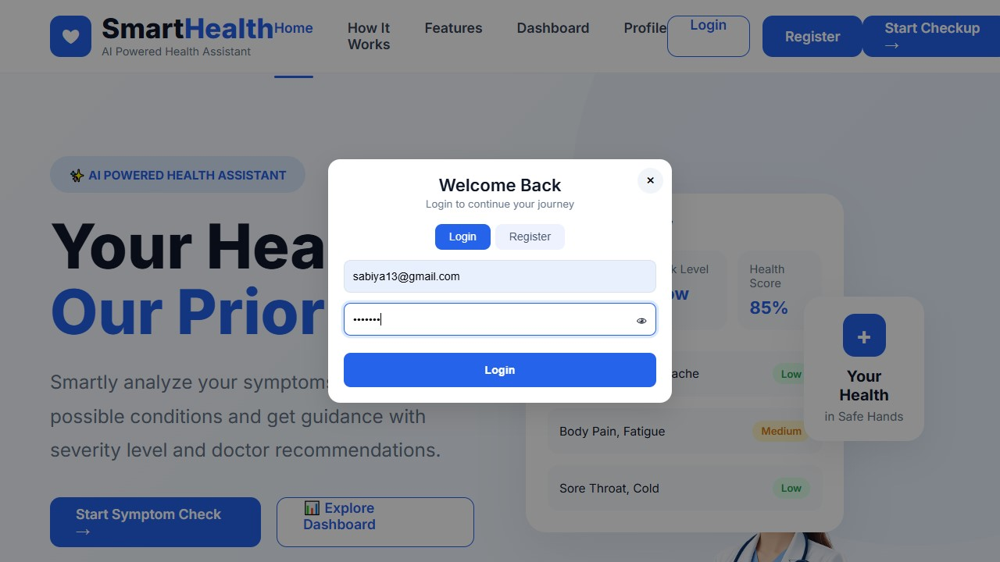 SmartHealth
AI Powered Health Assistant
Home
How It
Works
Features
Dashboard
Profile
Login
Register
Start Checkup
→
✨ AI POWERED HEALTH ASSISTANT
Your Hea
Our Prior
Smartly analyze your symptoms
possible conditions and get guidance with
severity level and doctor recommendations.
Start Symptom Check
→
📊 Explore
Dashboard
Welcome Back
Login to continue your journey
Login
Register
sabiya13@gmail.com
•••••••
Login
Level
Health
Score
85%
Low
Body Pain, Fatigue
Medium
Sore Throat, Cold
Low
+
Your
Health
in Safe Hands